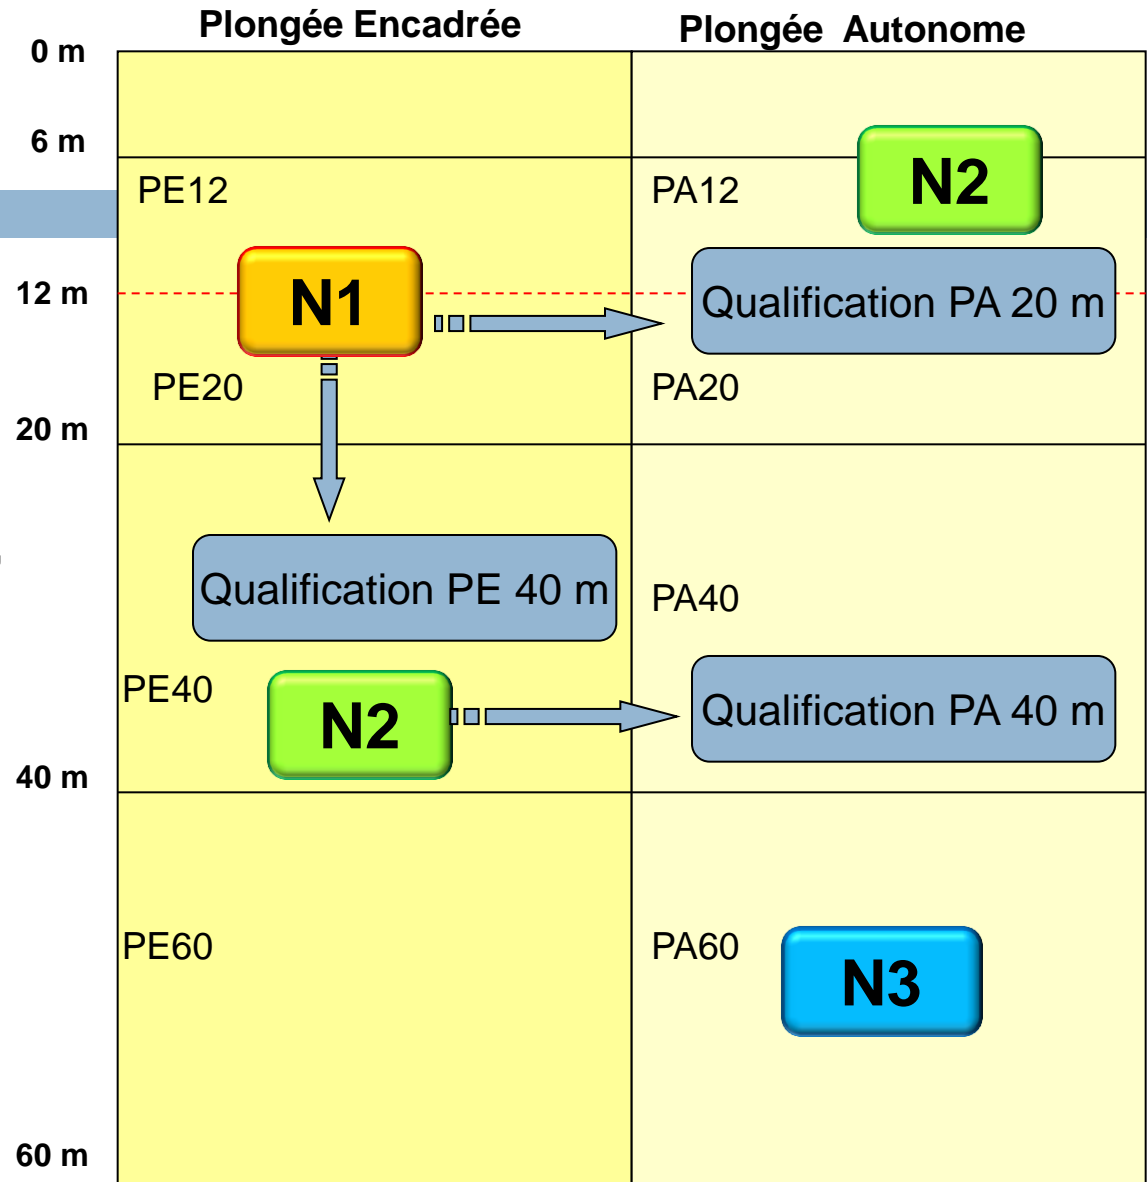 Plongée Encadrée
Plongée Autonome
0 m
6 m
N2
PE12
PA12
12 m
N1
Qualification PA 20 m
PE20
PA20
20 m
Qualification PE 40 m
PA40
PE40
N2
Qualification PA 40 m
40 m
PE60
PA60
N3
60 m